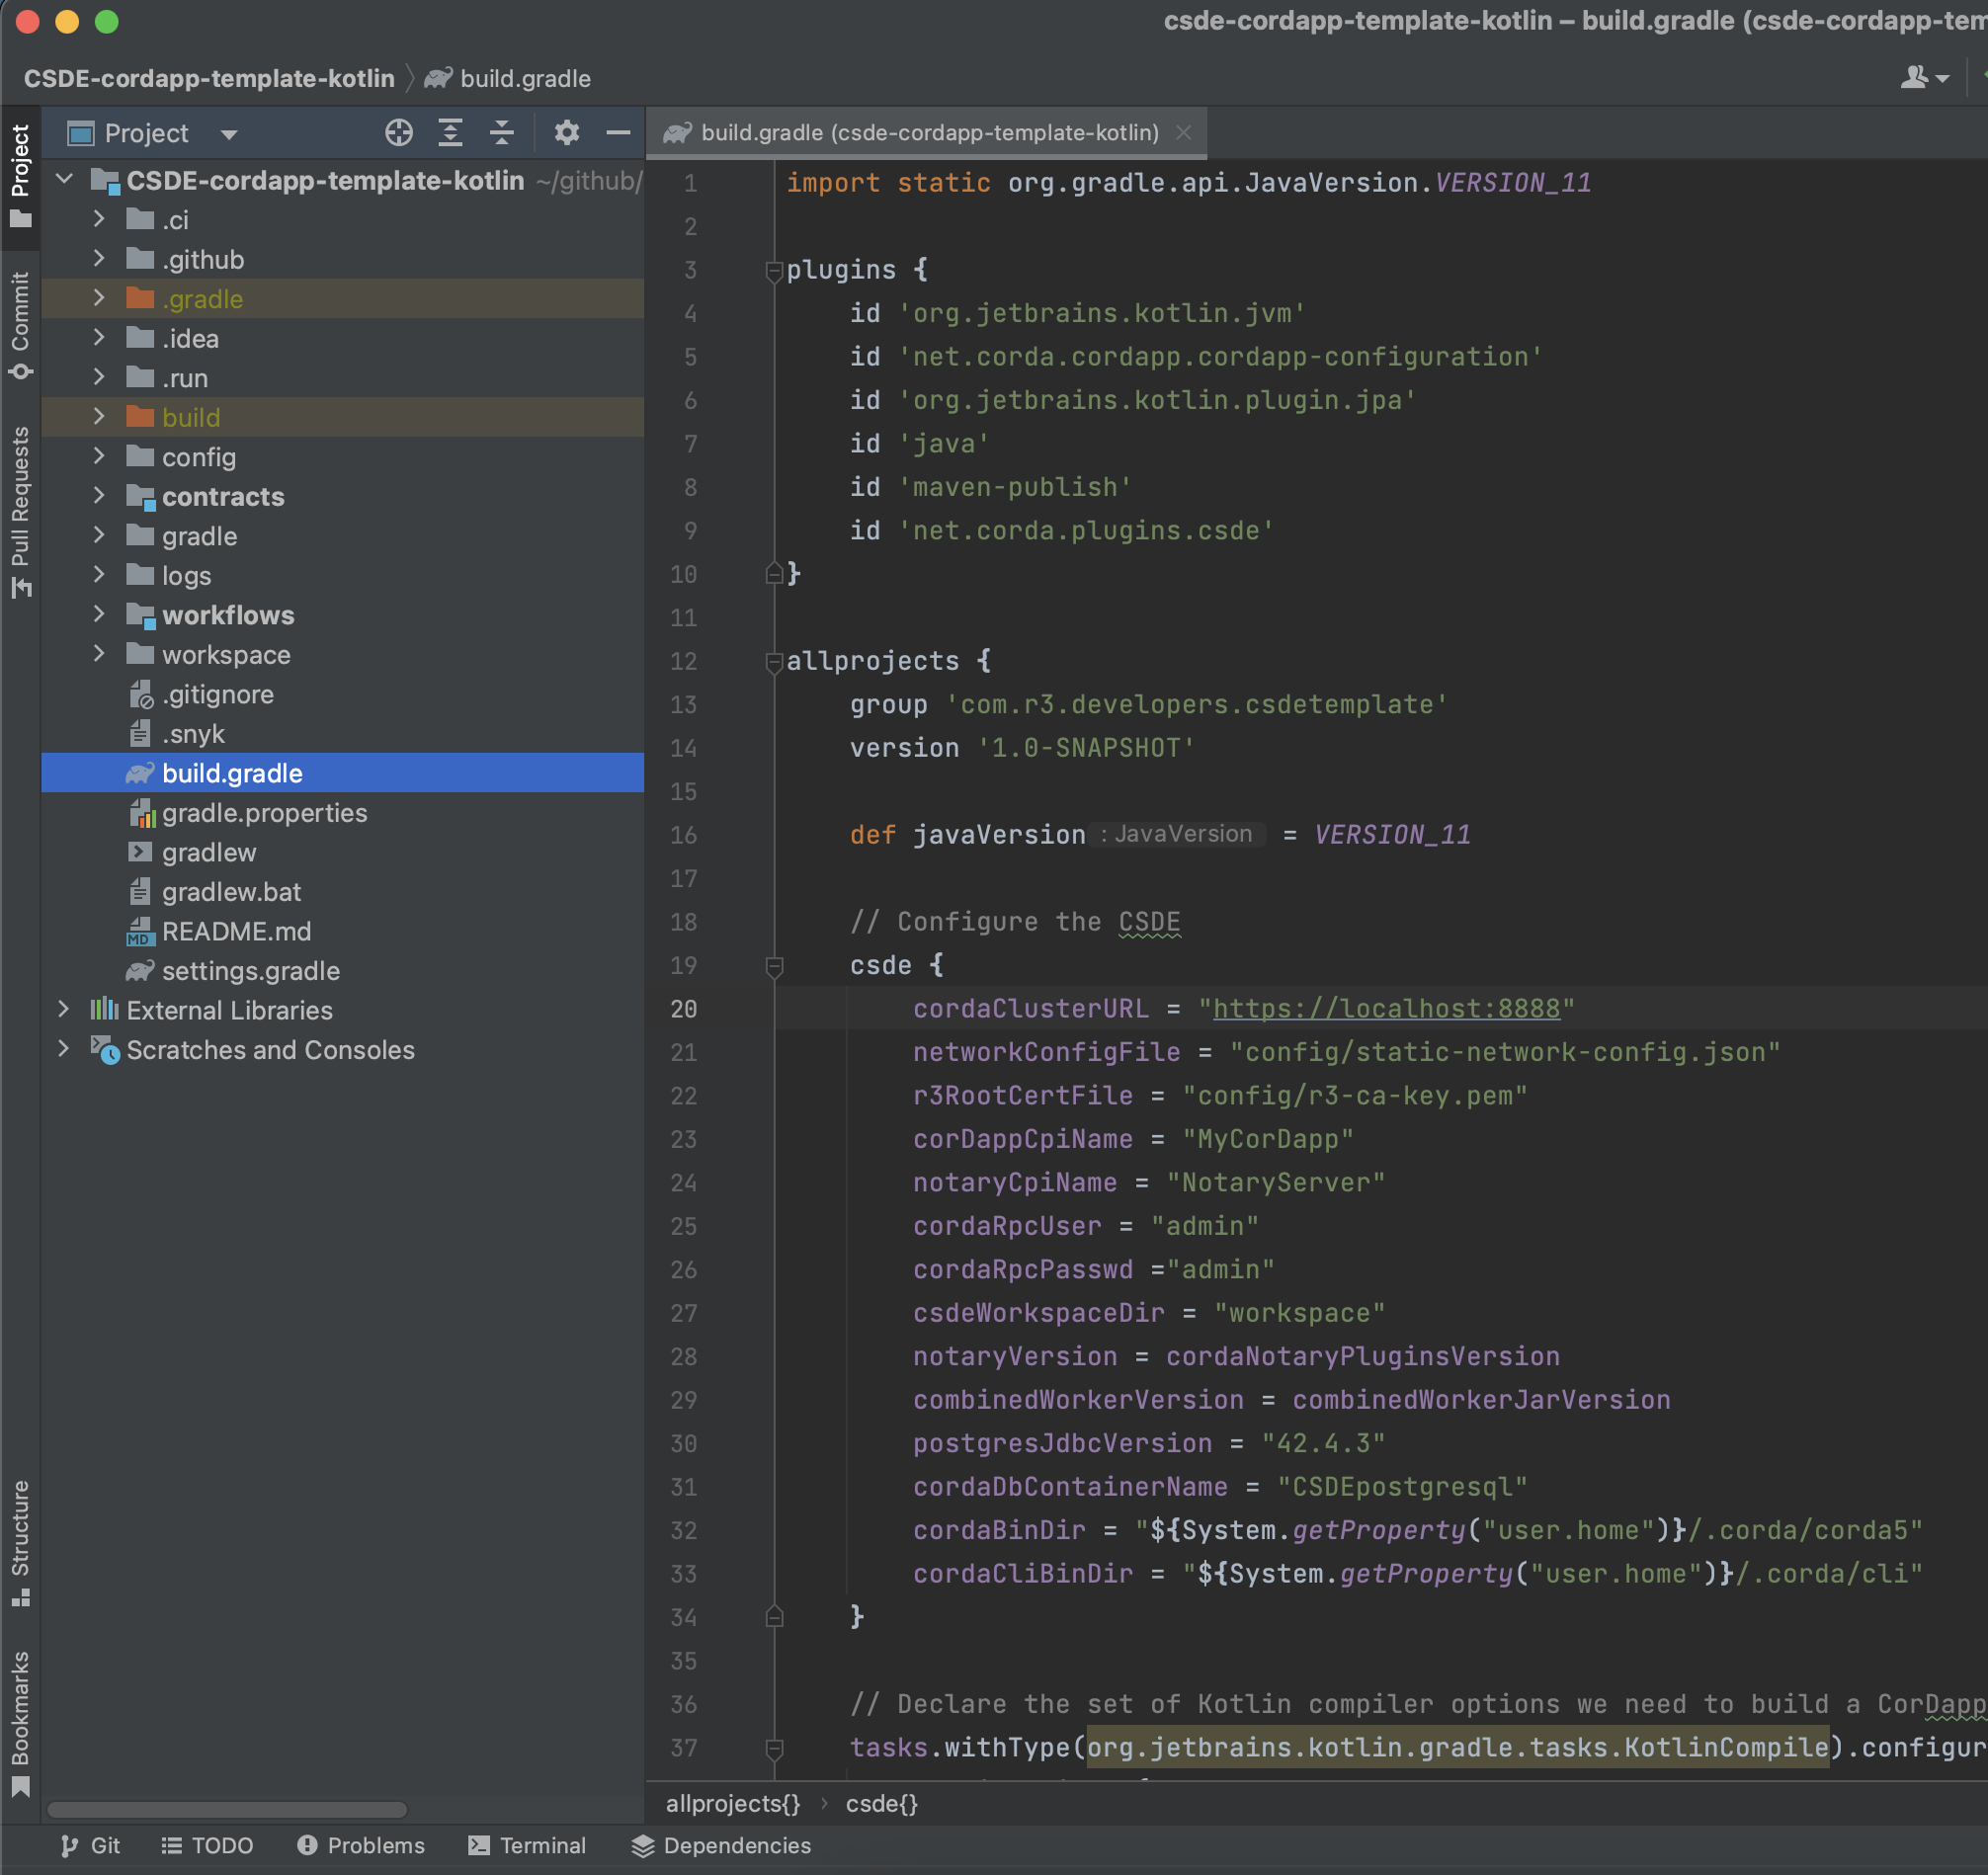 csde-cordapp-template-kotlin – build.gradle (csde-cordapp-tem
CSDE-cordapp-template-kotlin build.gradle
Project
Commit
Pull Requests
Structure
Bookmarks
Project
CSDE-cordapp-template-kotlin ~/github/
.ci
.github
.gradle
.idea
.run
build
config
contracts
gradle
logs
workflows
workspace
.gitignore
.snyk
build.gradle
gradle.properties
gradlew
gradlew.bat
README.md
settings.gradle
External Libraries
Scratches and Consoles
build.gradle (csde-cordapp-template-kotlin)
1 import static org.gradle.api.JavaVersion.VERSION_11
2
3 plugins {
4 id 'org.jetbrains.kotlin.jvm'
5 id 'net.corda.cordapp.cordapp-configuration'
6 id 'org.jetbrains.kotlin.plugin.jpa'
7 id 'java'
8 id 'maven-publish'
9 id 'net.corda.plugins.csde'
10 }
11
12 allprojects {
13 group 'com.r3.developers.csdetemplate'
14 version '1.0-SNAPSHOT'
15
16 def javaVersion : JavaVersion = VERSION_11
17
18 // Configure the CSDE
19 csde {
20 cordaClusterURL = "https://localhost:8888"
21 networkConfigFile = "config/static-network-config.json"
22 r3RootCertFile = "config/r3-ca-key.pem"
23 corDappCpiName = "MyCorDapp"
24 notaryCpiName = "NotaryServer"
25 cordaRpcUser = "admin"
26 cordaRpcPasswd ="admin"
27 csdeWorkspaceDir = "workspace"
28 notaryVersion = cordaNotaryPluginsVersion
29 combinedWorkerVersion = combinedWorkerJarVersion
30 postgresJdbcVersion = "42.4.3"
31 cordaDbContainerName = "CSDEpostgresql"
32 cordaBinDir = "${System.getProperty("user.home")}/.corda/corda5"
33 cordaCliBinDir = "${System.getProperty("user.home")}/.corda/cli"
34 }
35
36 // Declare the set of Kotlin compiler options we need to build a CorDapp
37 tasks.withType(org.jetbrains.kotlin.gradle.tasks.KotlinCompile).configur
allprojects{} › csde{}
Git TODO Problems Terminal Dependencies